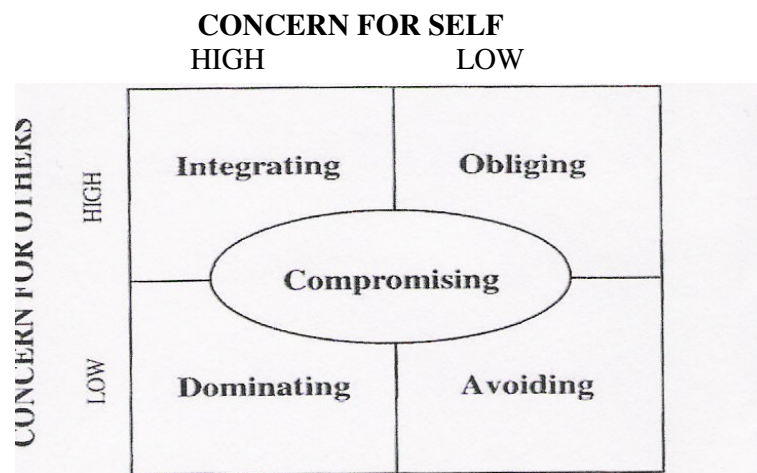 CONCERN FOR SELF
HIGH LOW
CONCERN FOR OTHERS
HIGH
Integrating Obliging
Compromising
LOW
Dominating Avoiding